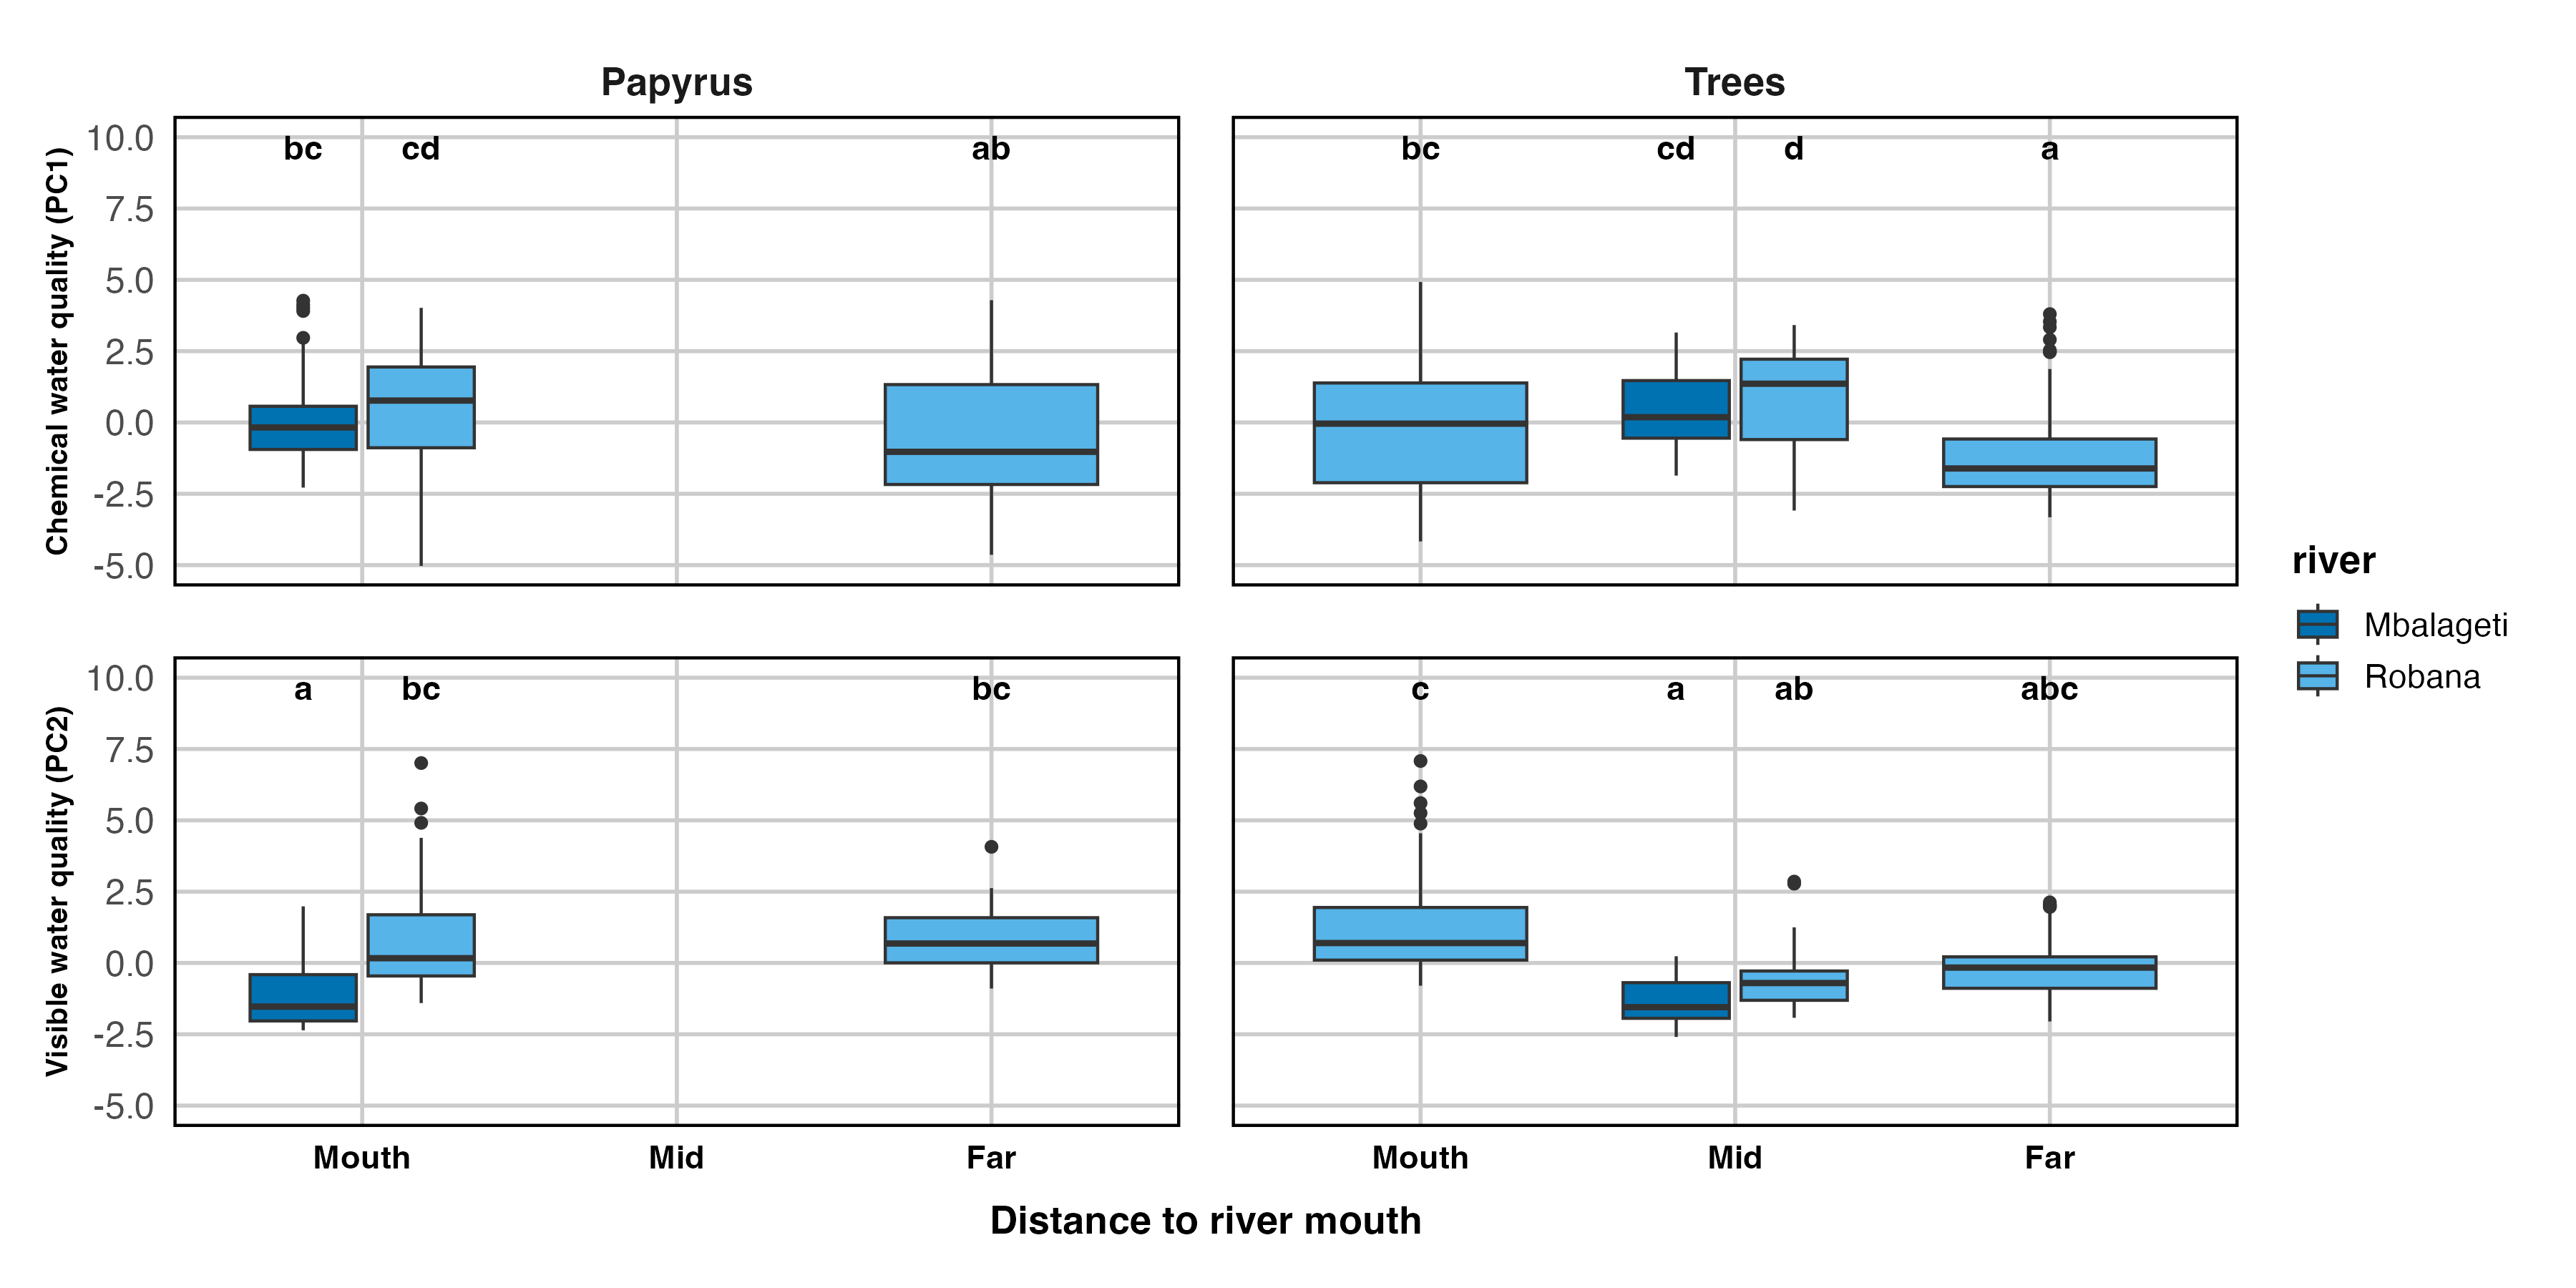 Papyrus
Trees
Chemical water quality (PC1)
10.0
7.5
5.0
2.5
0.0
-2.5
-5.0
bc cd ab
bc cd d a
Visible water quality (PC2)
10.0
7.5
5.0
2.5
0.0
-2.5
-5.0
a bc bc
c a ab abc
Mouth Mid Far
Mouth Mid Far
Distance to river mouth
river
Mbalageti
Robana